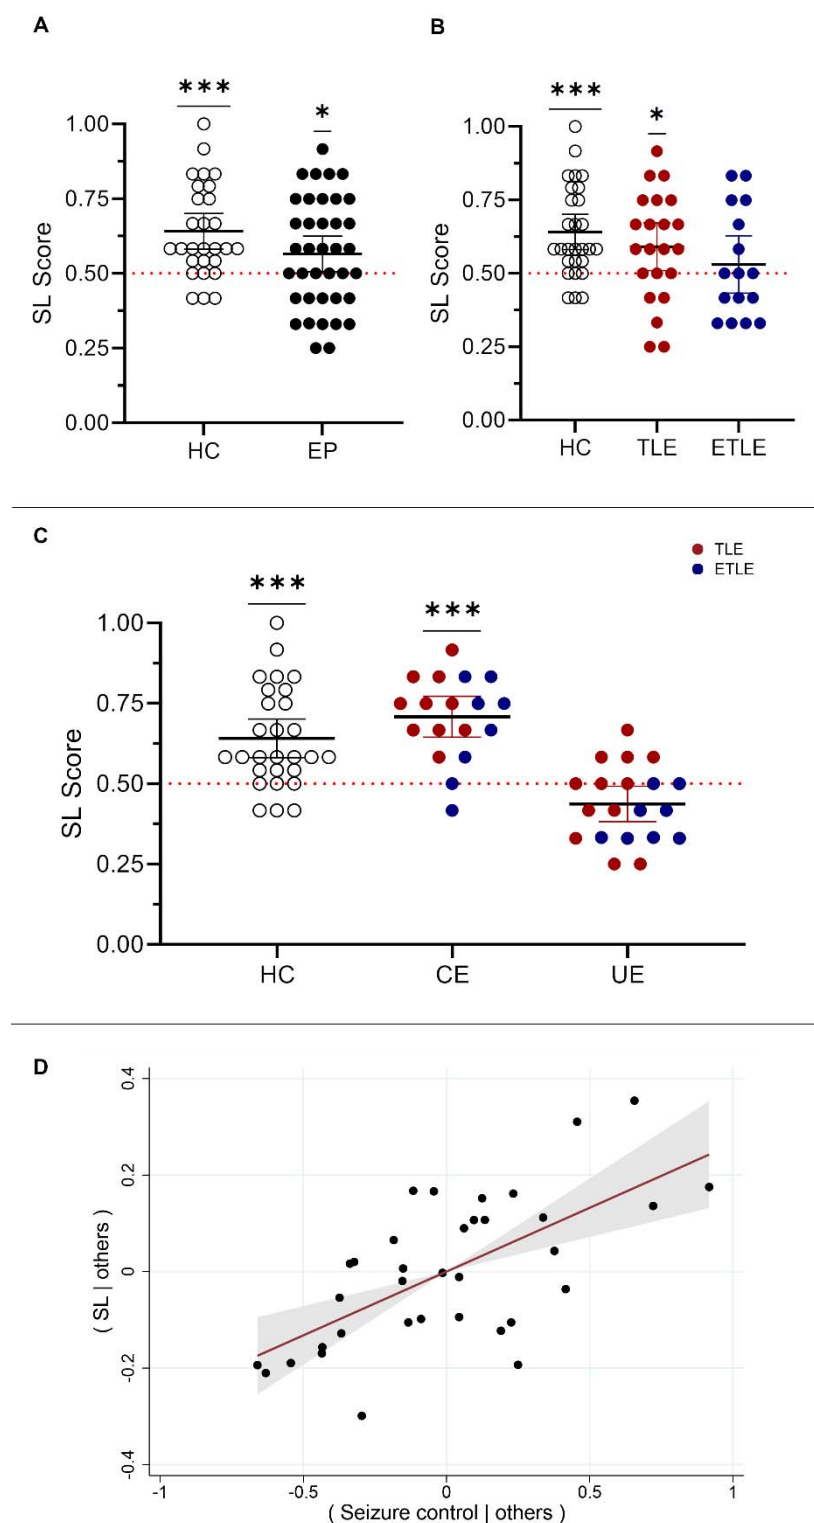 A
***
*
1.00
0.75
0.50
0.25
0.00
SL Score
HC EP
B
***
*
1.00
0.75
0.50
0.25
0.00
SL Score
HC TLE ETLE
C
TLE
ETLE
***
***
1.00
0.75
0.50
0.25
0.00
SL Score
HC CE UE
D
0.4
0.2
0
-0.2
-0.4
( SL | others )
-1 -0.5 0 0.5 1
( Seizure control | others )